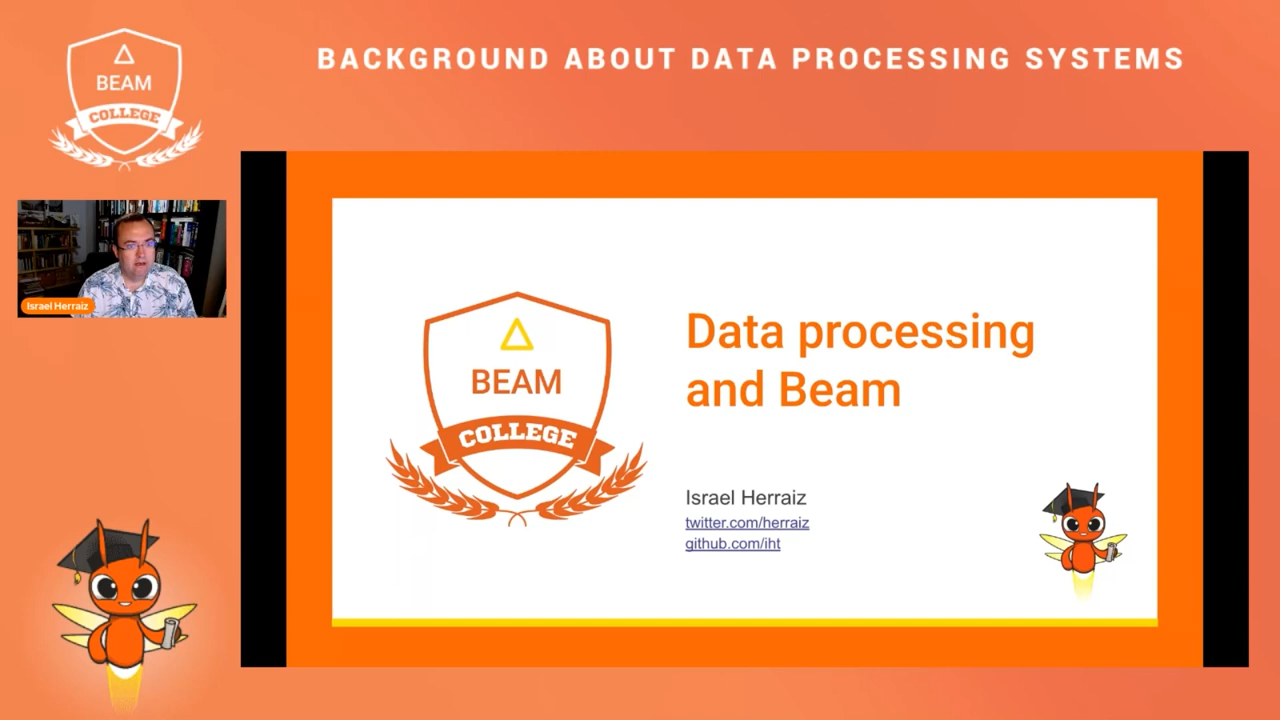 BEAM
COLLEGE
BACKGROUND ABOUT DATA PROCESSING SYSTEMS
Israel Herraiz
BEAM
COLLEGE
Data processing
and Beam
Israel Herraiz
twitter.com/herraiz
github.com/iht